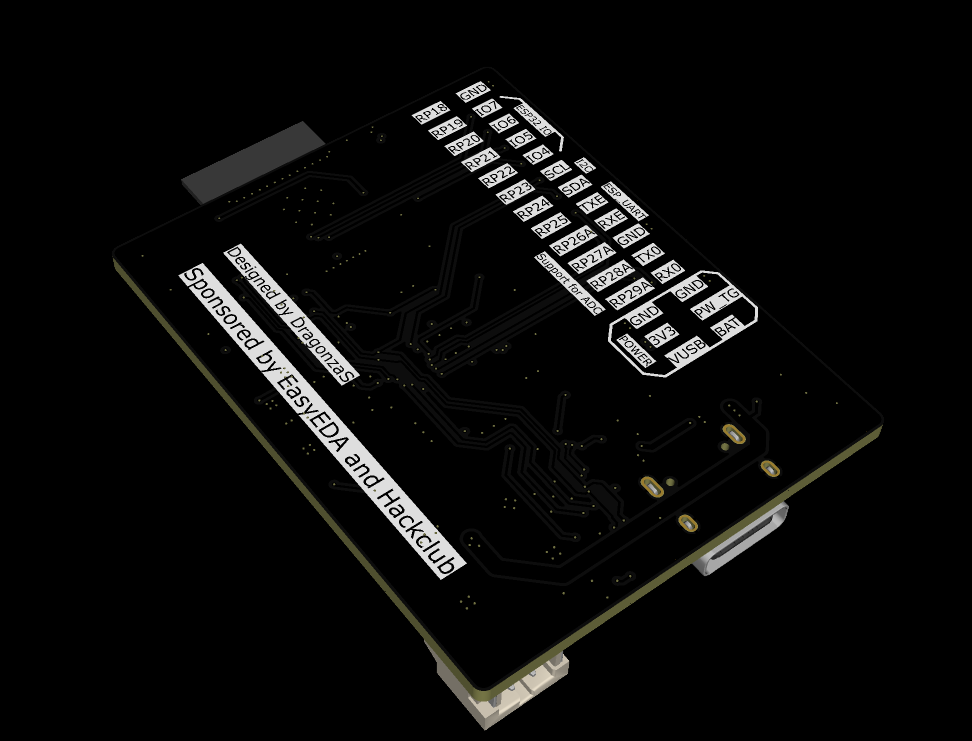 GND
RP18
IO7
ESP32 IO
RP19
IO6
RP20
IO5
RP21
IO4
RP22
SCL
I2C
RP23
SDA
RP24
TXE
ESP_UART
RP25
RXE
RP26A
GND
RP27A
TX0
RP28A
RX0
RP29A
Support for ADC
GND
PW_TG
GND
3V3
BAT
POWER
VUSB
Designed by DragonzaS
Sponsored by EasyEDA and Hackclub